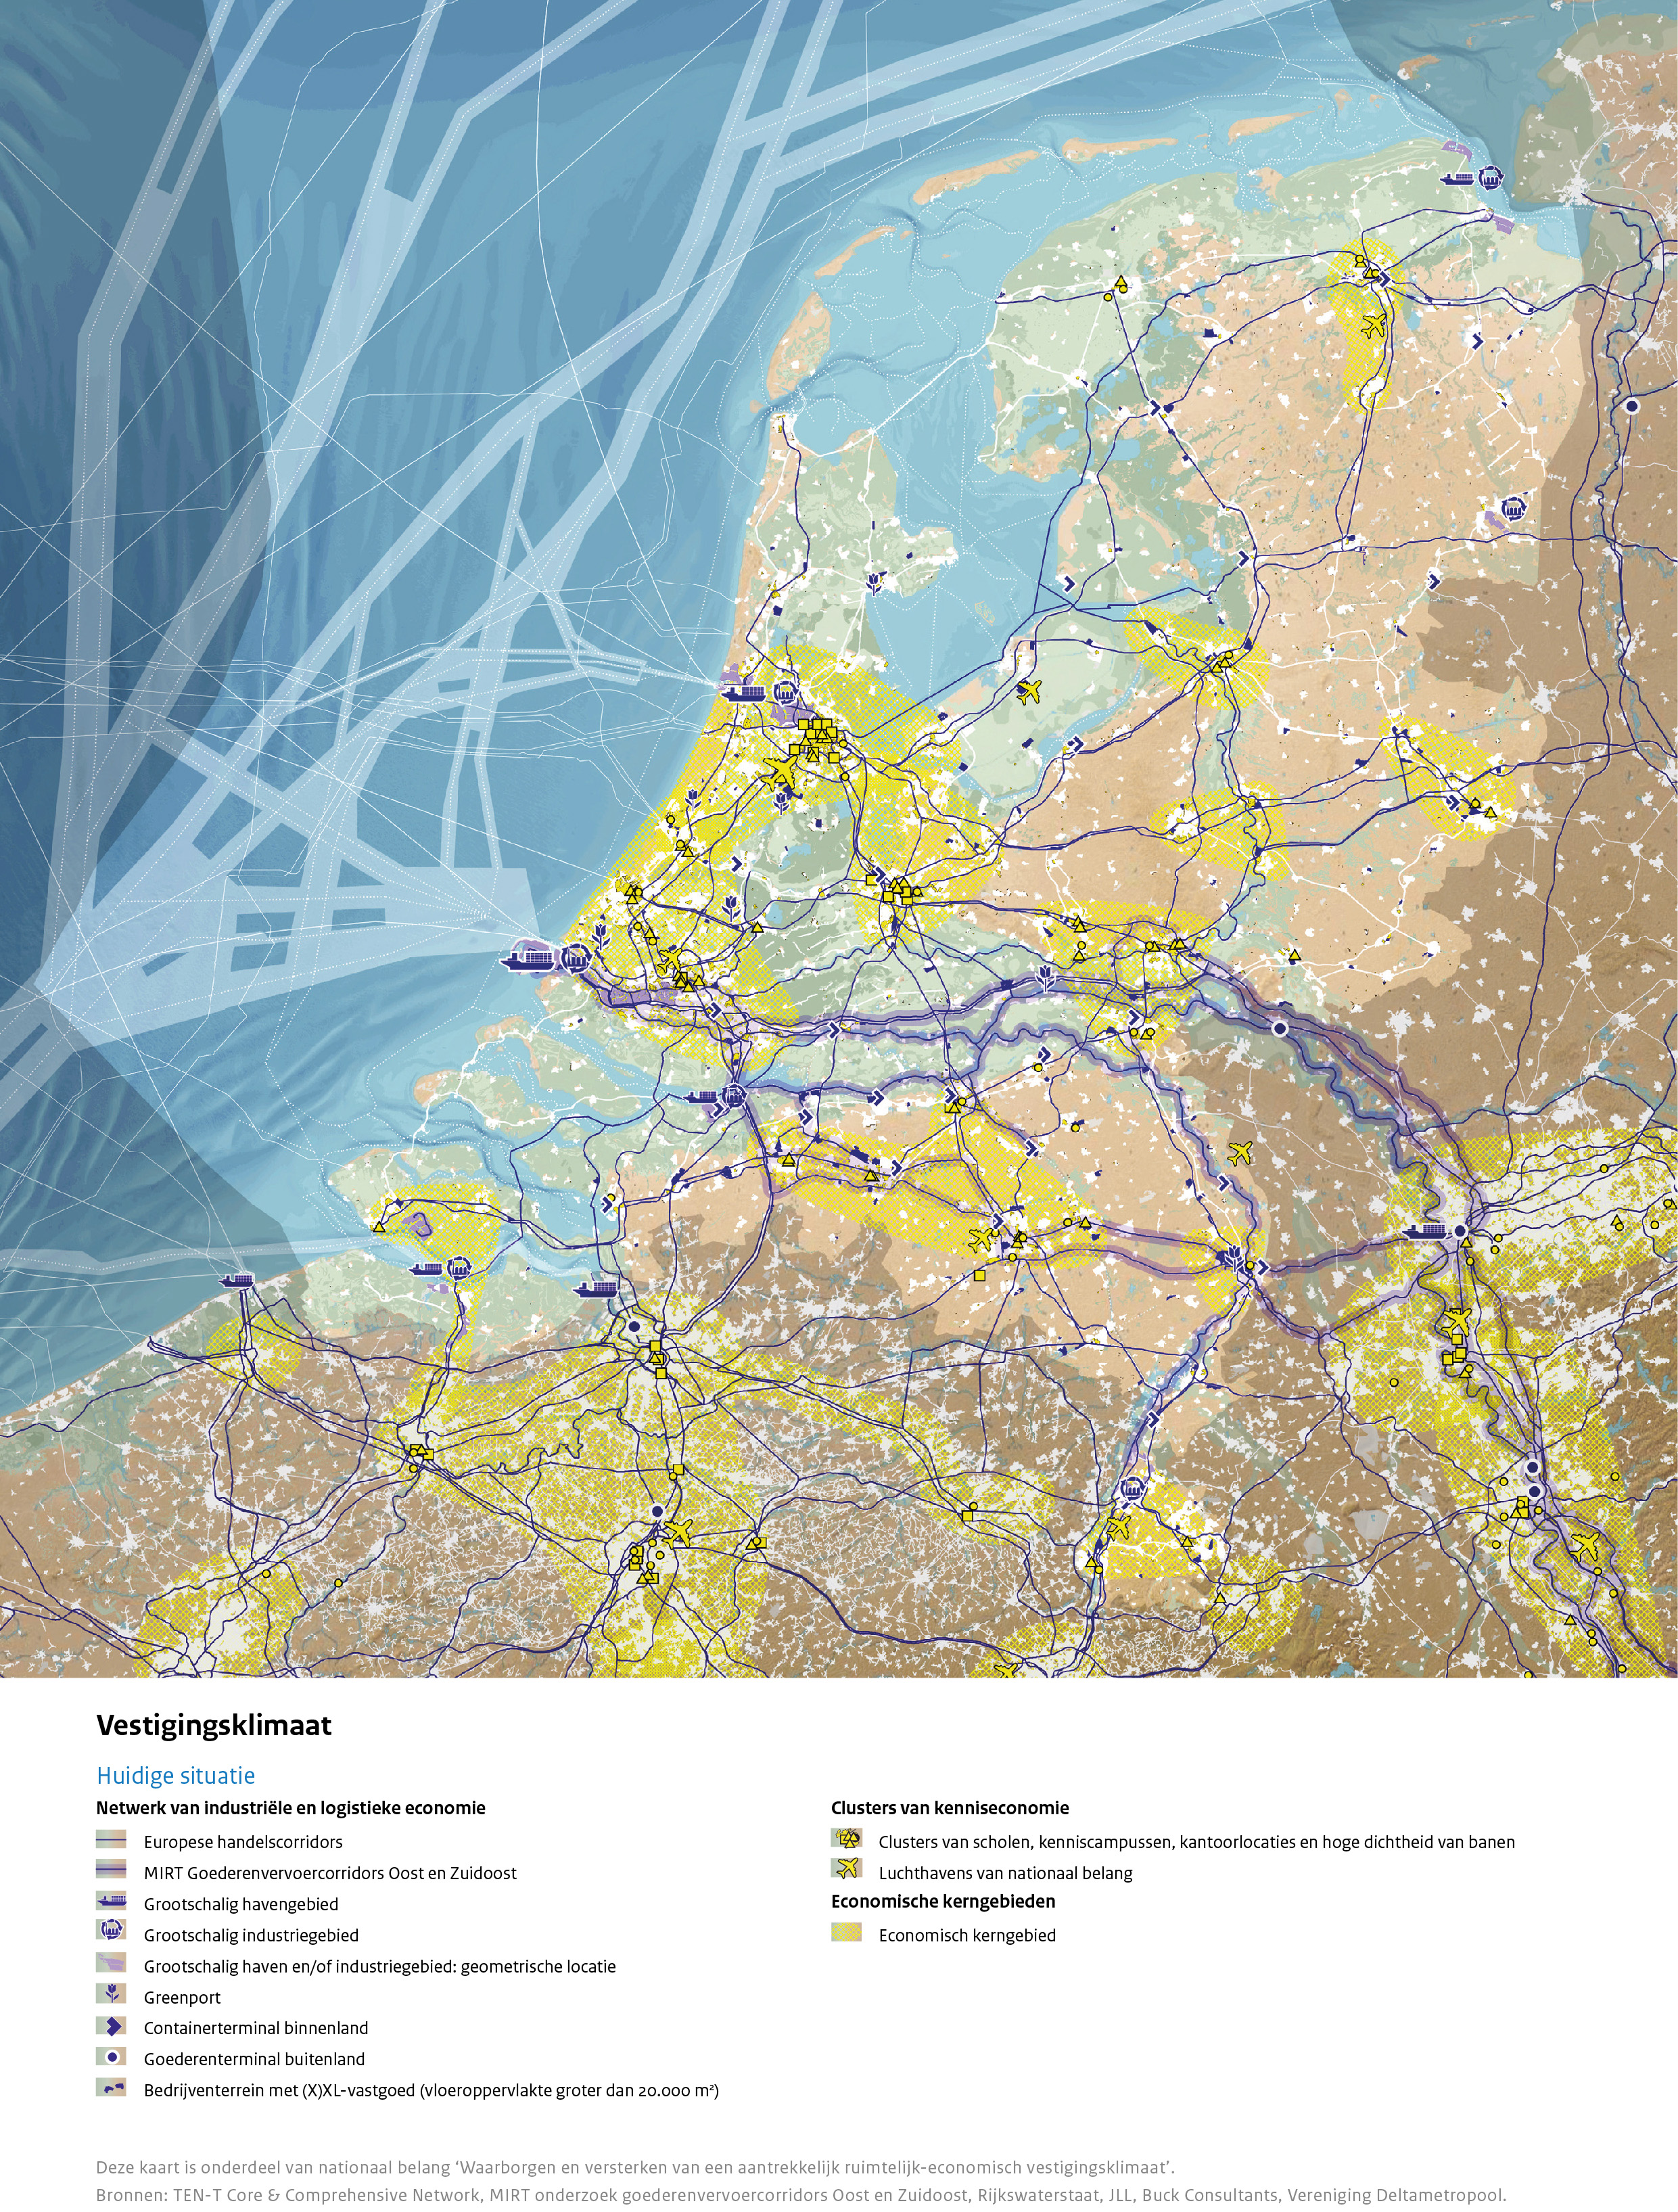 Vestigingsklimaat
Huidige situatie
Netwerk van industriële en logistieke economie
Europese handelscorridors
MIRT Goederenvervoercorridors Oost en Zuidoost
Grootschalig havengebied
Grootschalig industriegebied
Grootschalig haven en/of industriegebied: geometrische locatie
Greenport
Containerterminal binnenland
Goederenterminal buitenland
Bedrijventerrein met (X)XL-vastgoed (vloeroppervlakte groter dan 20.000 m²)
Clusters van kenniseconomie
Clusters van scholen, kenniscampussen, kantoorlocaties en hoge dichtheid van banen
Luchthavens van nationaal belang
Economische kerngebieden
Economisch kerngebied
Deze kaart is onderdeel van nationaal belang ‘Waarborgen en versterken van een aantrekkelijk ruimtelijk-economisch vestigingsklimaat’.
Bronnen: TEN-T Core & Comprehensive Network, MIRT onderzoek goederenvervoercorridors Oost en Zuidoost, Rijkswaterstaat, JLL, Buck Consultants, Vereniging Deltametropool.